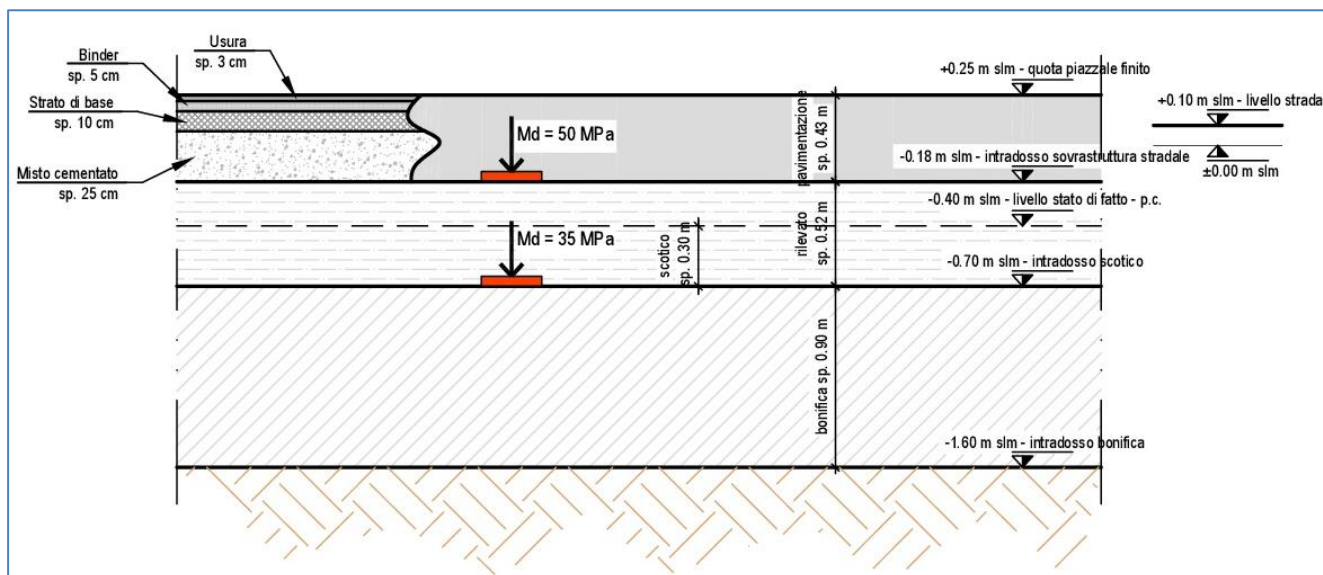 Usura
sp. 3 cm
Binder
sp. 5 cm
Strato di base
sp. 10 cm
Misto cementato
sp. 25 cm
Md = 50 MPa
Md = 35 MPa
scotico
sp. 0.30 m
pavimentazione
sp. 0.43 m
rilevato
sp. 0.52 m
bonifica sp. 0.90 m
+0.25 m slm - quota piazzale finito
+0.10 m slm - livello strada
±0.00 m slm
-0.18 m slm - intradosso sovrastruttura stradale
-0.40 m slm - livello stato di fatto - p.c.
-0.70 m slm - intradosso scotico
-1.60 m slm - intradosso bonifica